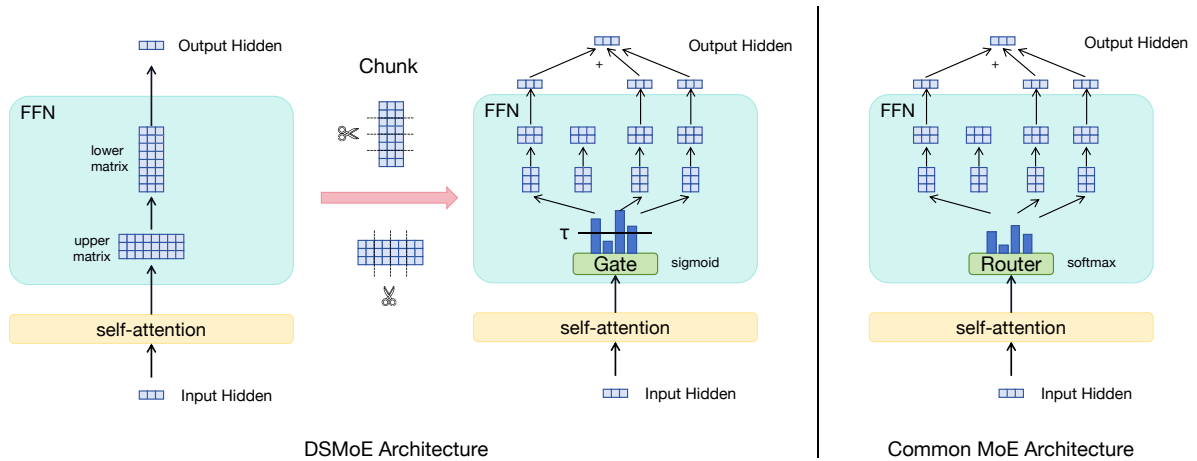 Output Hidden
FFN
lower
matrix
upper
matrix
self-attention
Input Hidden
Chunk
Output Hidden
+
FFN
τ
Gate
sigmoid
self-attention
Input Hidden
DSMoE Architecture
Output Hidden
+
FFN
Router
softmax
self-attention
Input Hidden
Common MoE Architecture